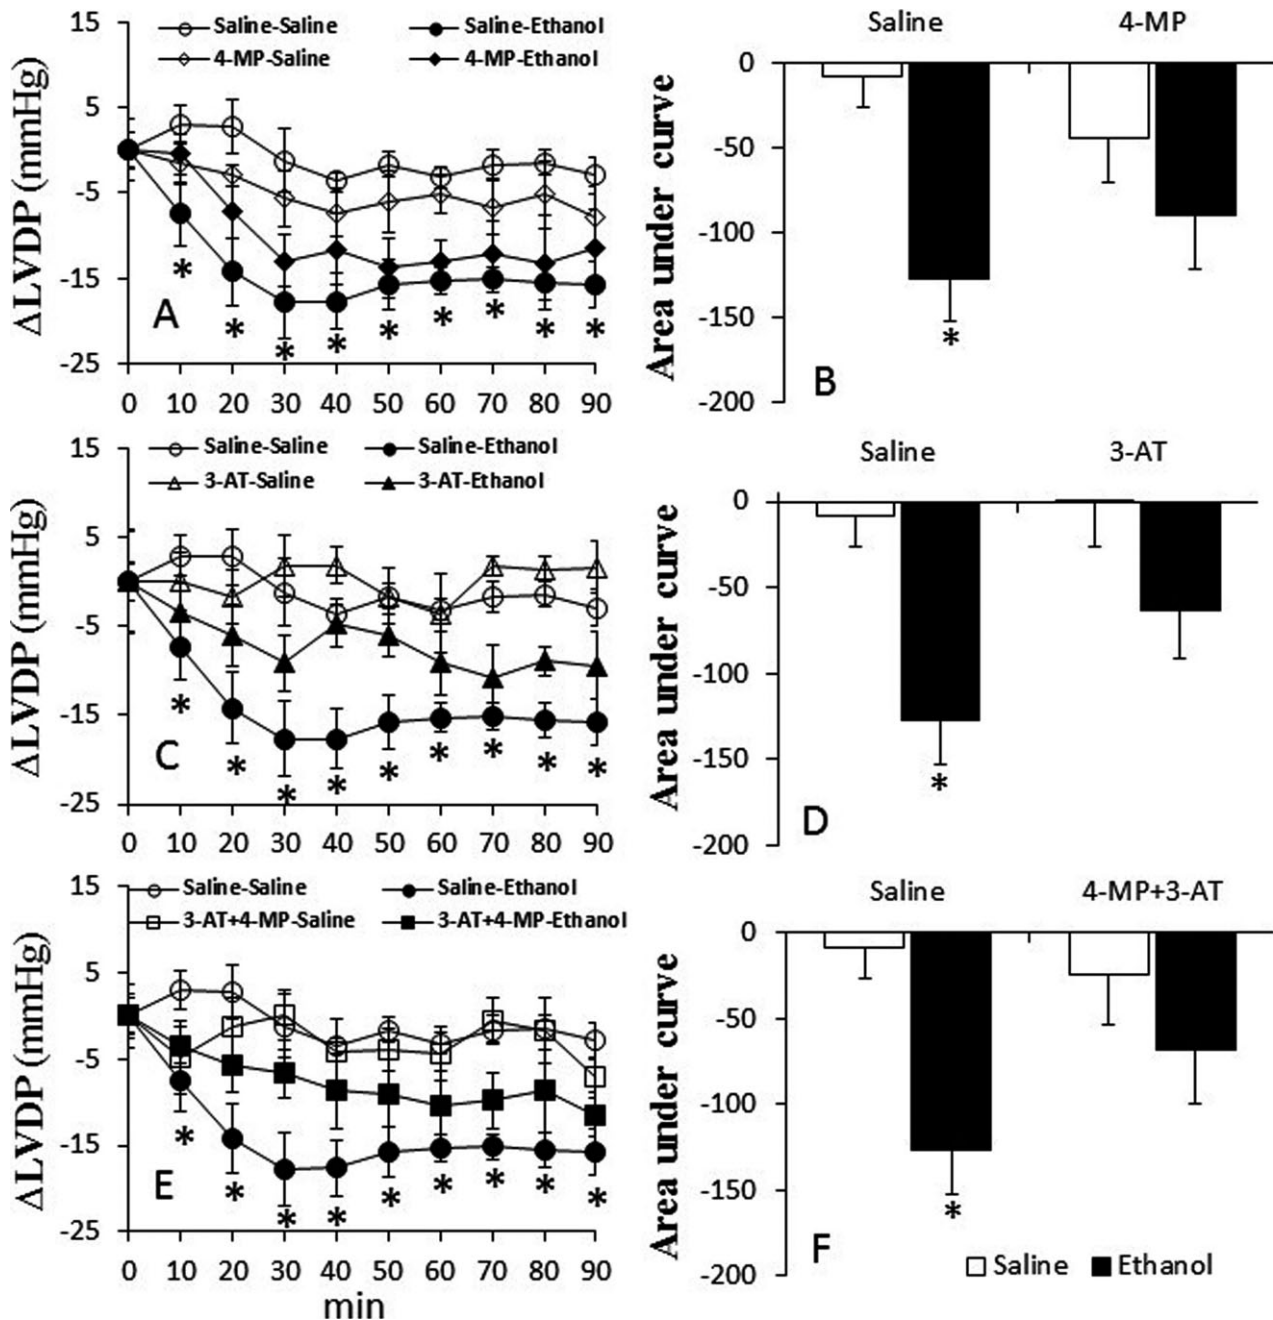 ΔLVDP (mmHg)
15
5
-5
-15
-25
Saline-Saline
Saline-Ethanol
4-MP-Saline
4-MP-Ethanol
A
* * * * * * * * *
0 10 20 30 40 50 60 70 80 90
Area under curve
Saline 4-MP
0
-50
-100
-150
-200
*
B
ΔLVDP (mmHg)
15
5
-5
-15
-25
Saline-Saline
Saline-Ethanol
3-AT-Saline
3-AT-Ethanol
C
* * * * * * * * *
0 10 20 30 40 50 60 70 80 90
Area under curve
Saline 3-AT
0
-50
-100
-150
-200
*
D
ΔLVDP (mmHg)
15
5
-5
-15
-25
Saline-Saline
Saline-Ethanol
3-AT+4-MP-Saline
3-AT+4-MP-Ethanol
E
* * * * * * * * *
0 10 20 30 40 50 60 70 80 90
min
Area under curve
Saline 4-MP+3-AT
0
-50
-100
-150
-200
*
F
Saline Ethanol